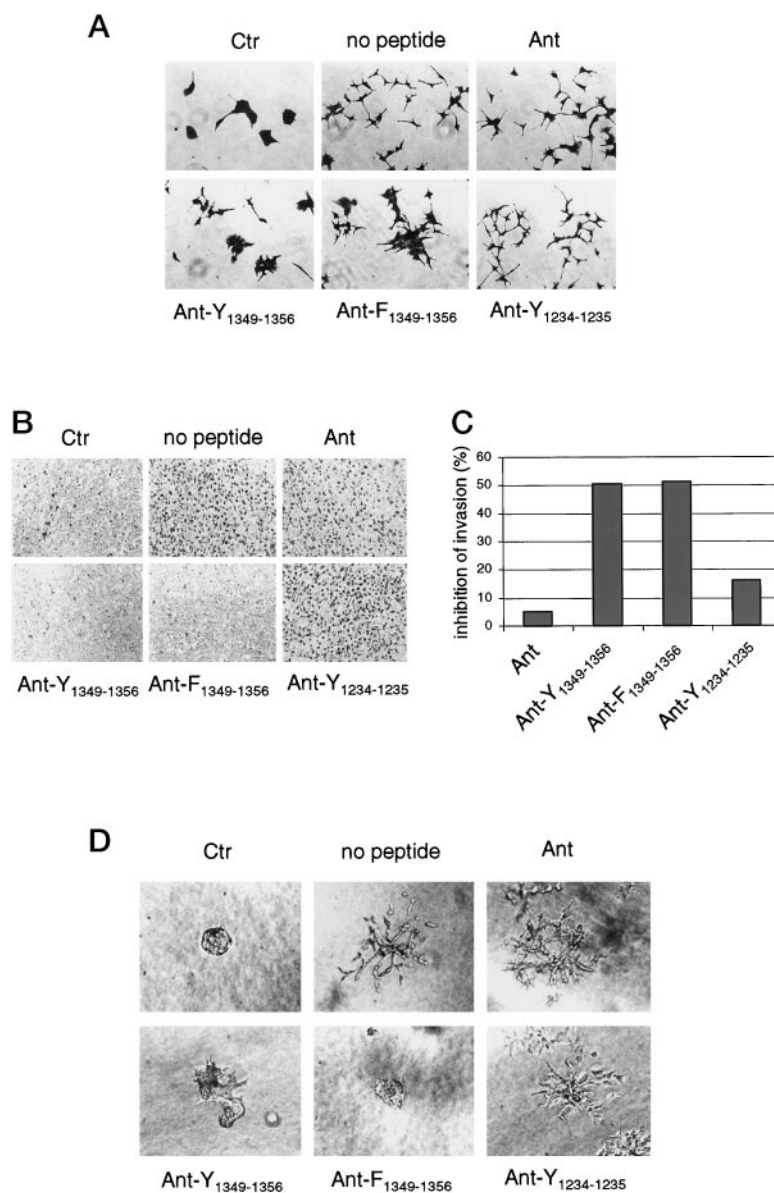 A
Ctr no peptide Ant
Ant-Y1349-1356 Ant-F1349-1356 Ant-Y1234-1235
B
Ctr no peptide Ant
Ant-Y1349-1356 Ant-F1349-1356 Ant-Y1234-1235
C
inhibition of invasion (%)
60
50
40
30
20
10
0
Ant
Ant-Y1349-1356
Ant-F1349-1356
Ant-Y1234-1235
D
Ctr no peptide Ant
Ant-Y1349-1356 Ant-F1349-1356 Ant-Y1234-1235